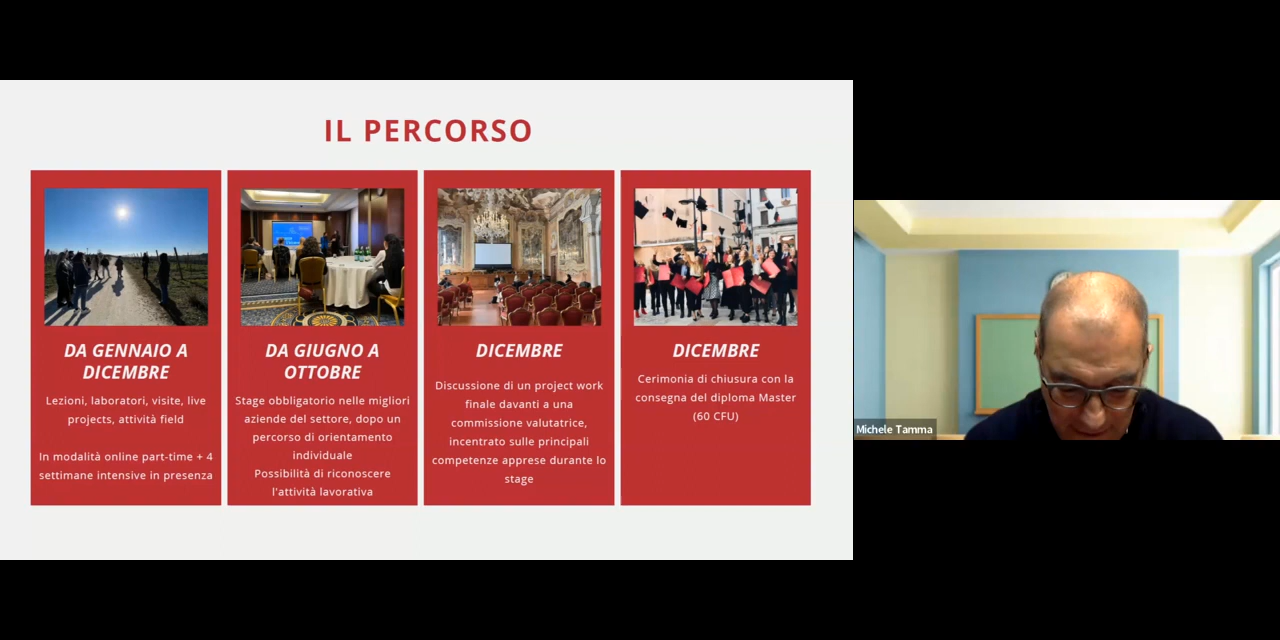 IL PERCORSO
DA GENNAIO A
DICEMBRE
Lezioni, laboratori, visite, live
projects, attività field
In modalità online part-time + 4
settimane intensive in presenza
DA GIUGNO A
OTTOBRE
Stage obbligatorio nelle migliori
aziende del settore, dopo un
percorso di orientamento
individuale
Possibilità di riconoscere
l'attività lavorativa
DICEMBRE
Discussione di un project work
finale davanti a una
commissione valutatrice,
incentrato sulle principali
competenze apprese durante lo
stage
DICEMBRE
Cerimonia di chiusura con la
consegna del diploma Master
(60 CFU)
Michele Tamma